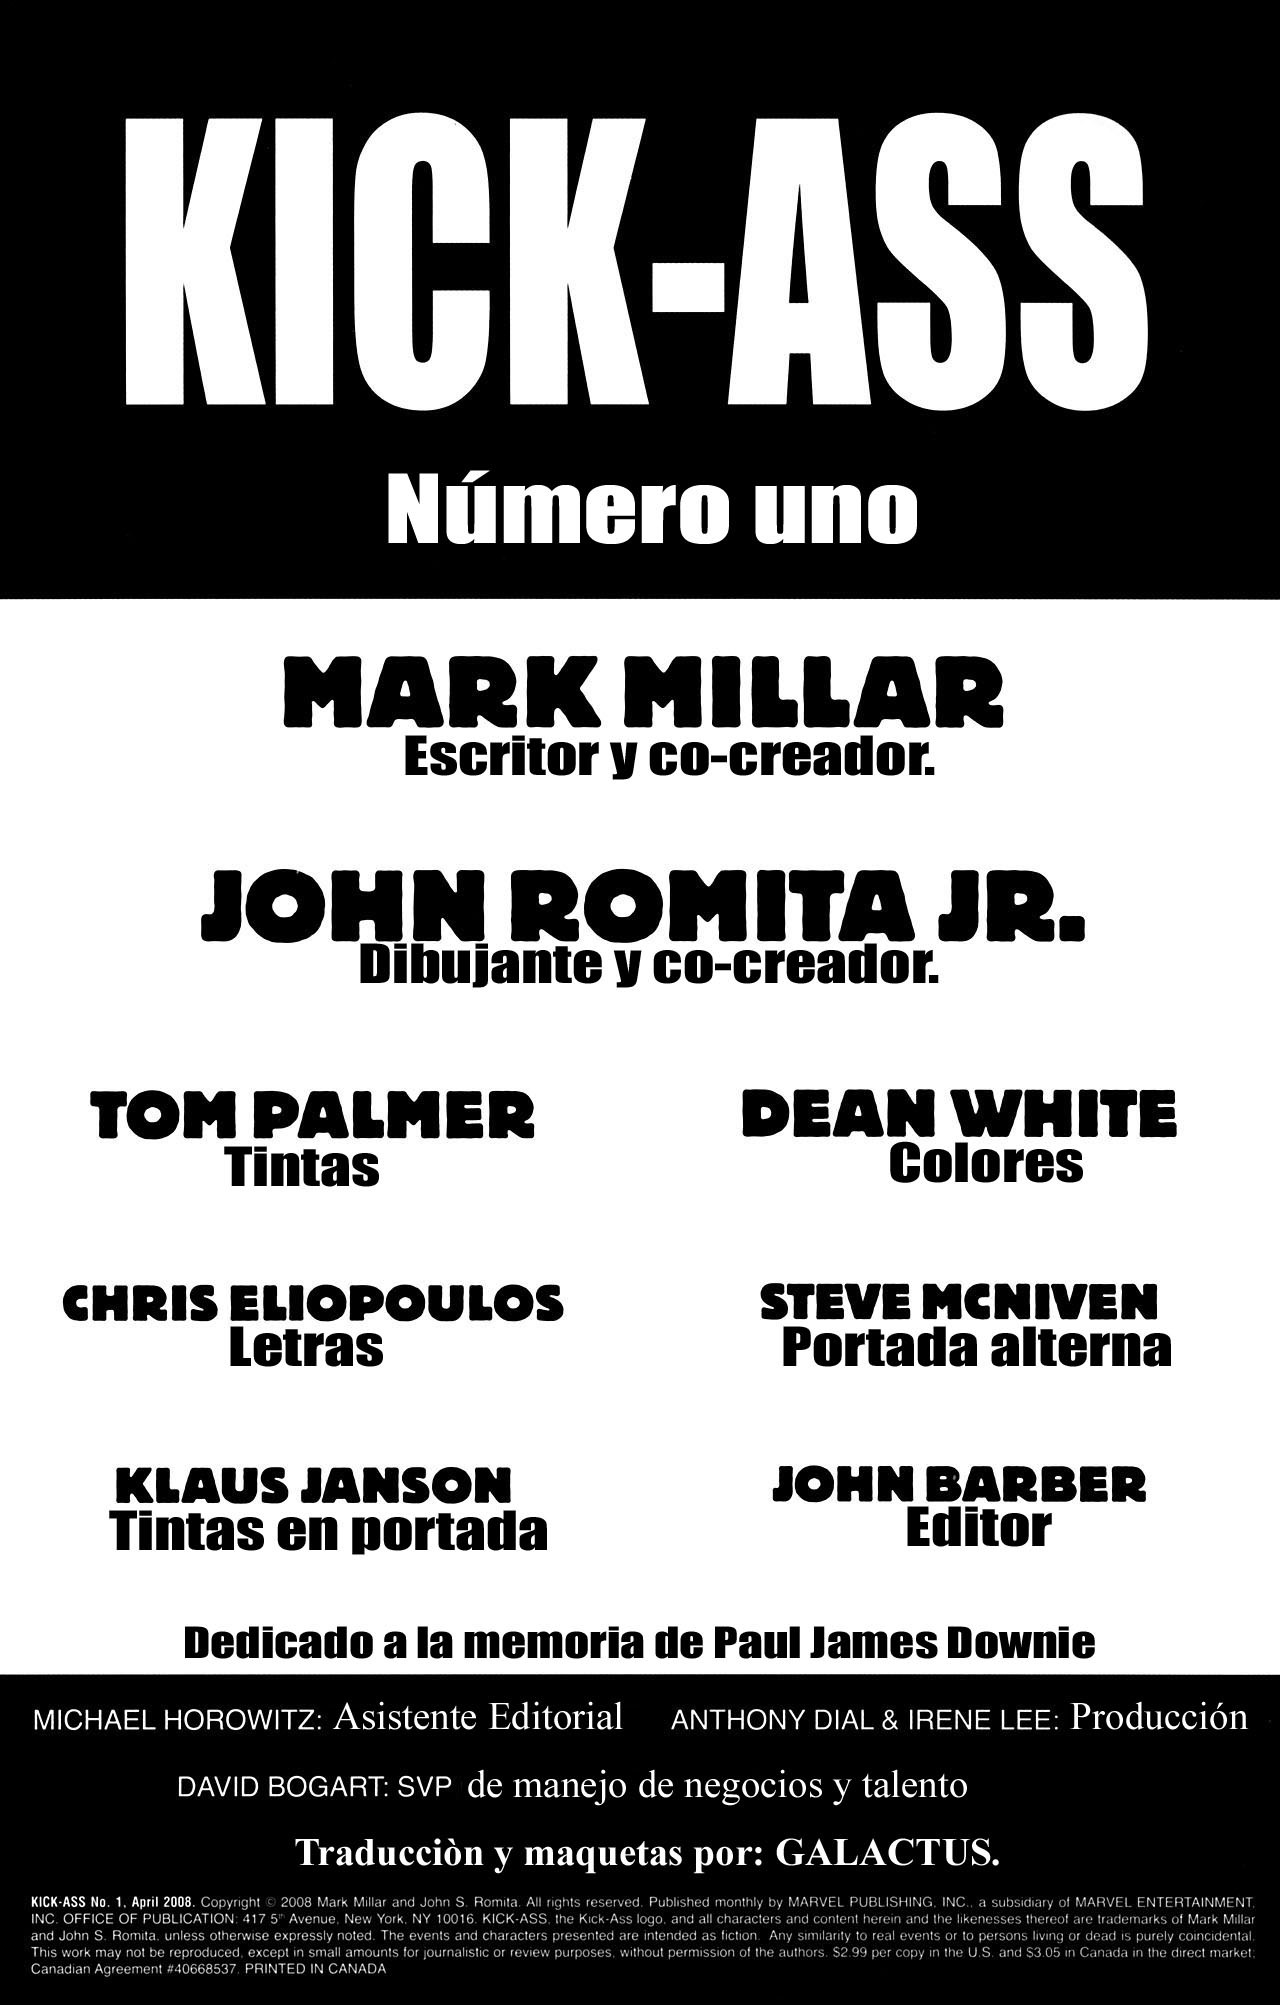 KICK-ASS
Número uno
MARK MILLAR
Escritor y co-creador.
JOHN ROMITA JR.
Dibujante y co-creador.
TOM PALMER
Tintas
DEAN WHITE
Colores
CHRIS ELIOPOULOS
Letras
STEVE MCNIVEN
Portada alterna
KLAUS JANSON
Tintas en portada
JOHN BARBER
Editor
Dedicado a la memoria de Paul James Downie
MICHAEL HOROWITZ: Asistente Editorial ANTHONY DIAL & IRENE LEE: Producción
DAVID BOGART: SVP de manejo de negocios y talento
Traducciòn y maquetas por: GALACTUS.
KICK-ASS No. 1, April 2008. Copyright © 2008 Mark Millar and John S. Romita. All rights reserved. Published monthly by MARVEL PUBLISHING, INC., a subsidiary of MARVEL ENTERTAINMENT,
INC. OFFICE OF PUBLICATION: 417 5th Avenue, New York, NY 10016. KICK-ASS, the Kick-Ass logo, and all characters and content herein and the likenesses thereof are trademarks of Mark Millar
and John S. Romita, unless otherwise expressly noted. The events and characters presented are intended as fiction. Any similarity to real events or to persons living or dead is purely coincidental.
This work may not be reproduced, except in small amounts for journalistic or review purposes, without permission of the authors. $2.99 per copy in the U.S. and $3.05 in Canada in the direct market;
Canadian Agreement #40668537. PRINTED IN CANADA